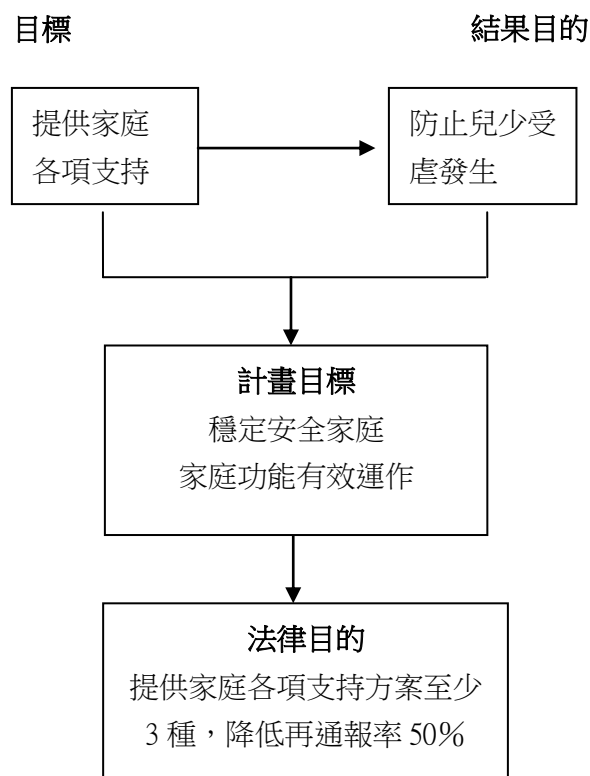 目標
結果目的
提供家庭
各項支持
防止兒少受
虐發生
計畫目標
穩定安全家庭
家庭功能有效運作
法律目的
提供家庭各項支持方案至少
3 種，降低再通報率 50%